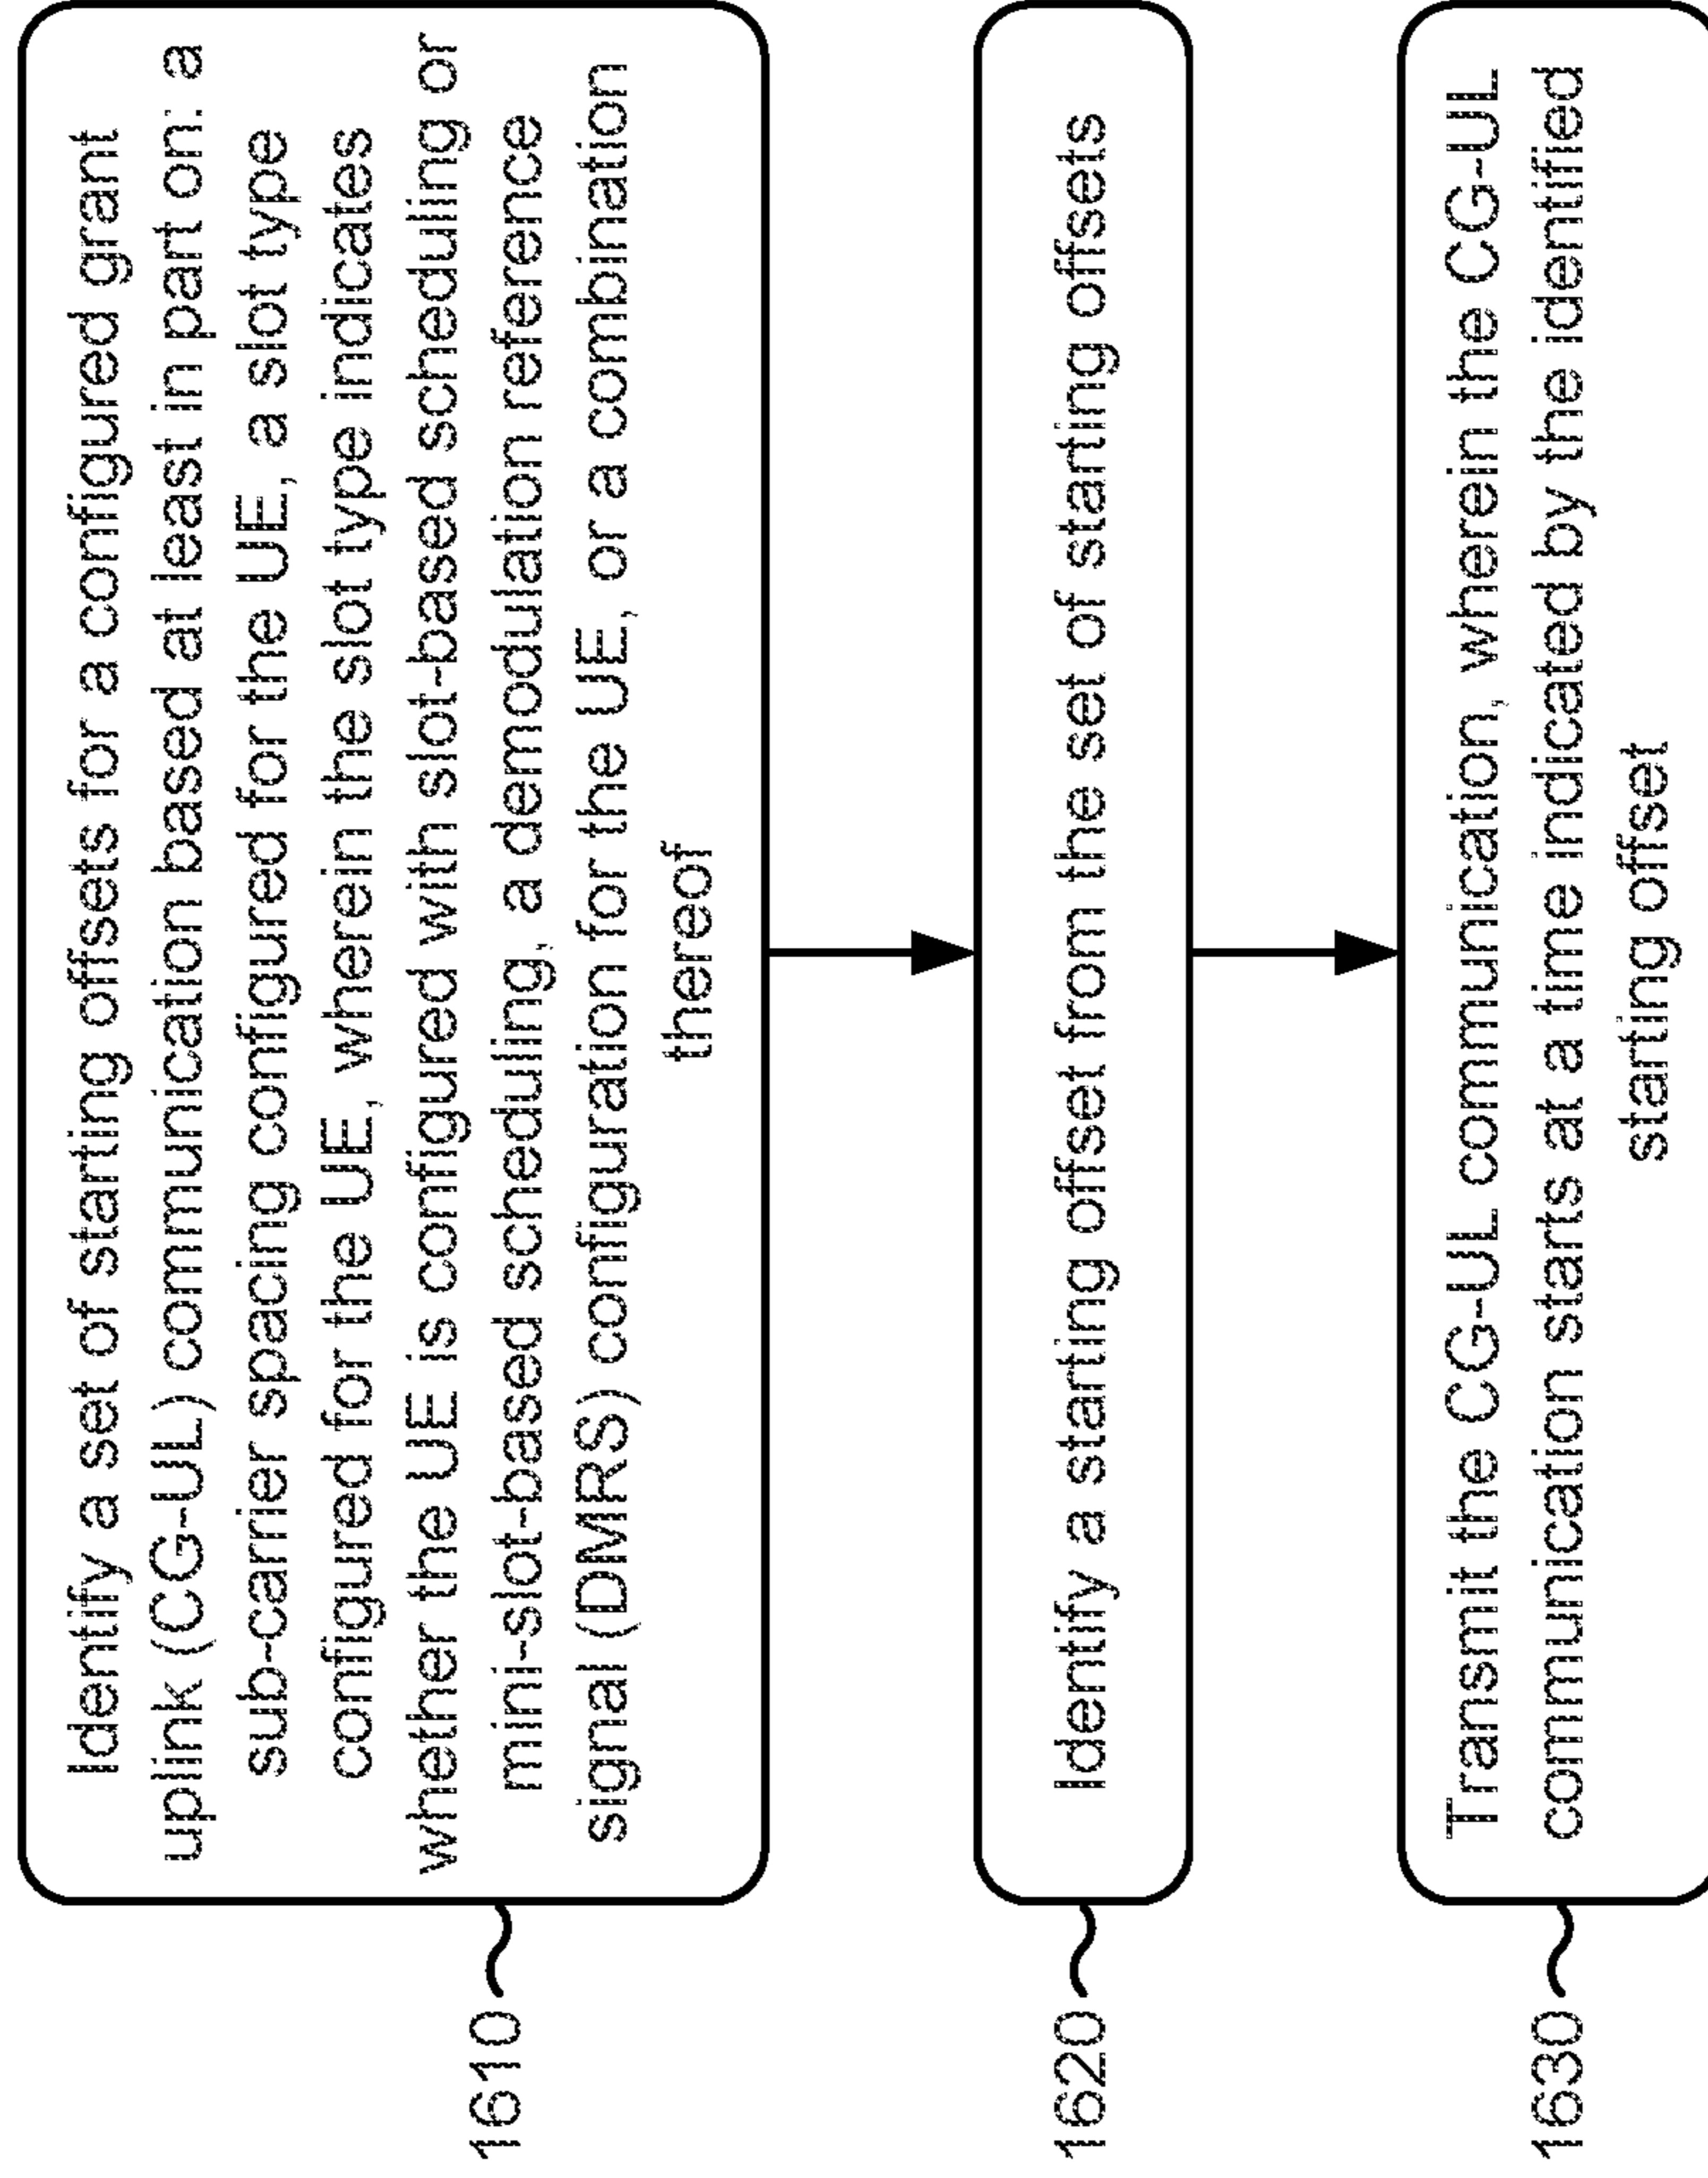 1610
Identify a set of starting offsets for a configured grant
uplink (CG-UL) communication based at least in part on: a
sub-carrier spacing configured for the UE, a slot type
configured for the UE, wherein the slot type indicates
whether the UE is configured with slot-based scheduling or
mini-slot-based scheduling, a demodulation reference
signal (DMRS) configuration for the UE, or a combination
thereof
1620
Identify a starting offset from the set of starting offsets
1630
Transmit the CG-UL communication, wherein the CG-UL
communication starts at a time indicated by the identified
starting offset